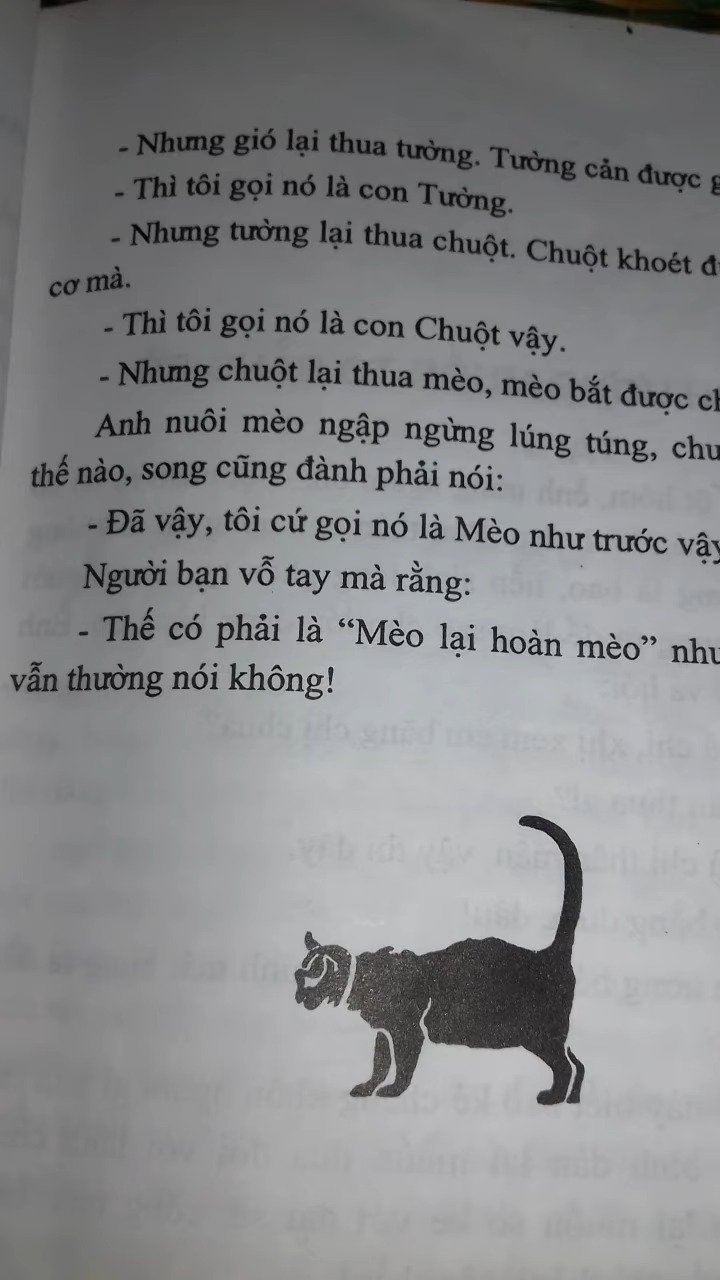 - Nhưng gió lại thua tường. Tường cản được
- Thì tôi gọi nó là con Tường.
- Nhưng tường lại thua chuột. Chuột khoét
cơ mà.
- Thì tôi gọi nó là con Chuột vậy.
- Nhưng chuột lại thua mèo, mèo bắt được
Anh nuôi mèo ngập ngừng lúng túng,
thế nào, song cũng đành phải nói:
- Đã vậy, tôi cứ gọi nó là Mèo như trước vậy
Người bạn vỗ tay mà rằng:
- Thế có phải là “Mèo lại hoàn mèo”
vẫn thường nói không!